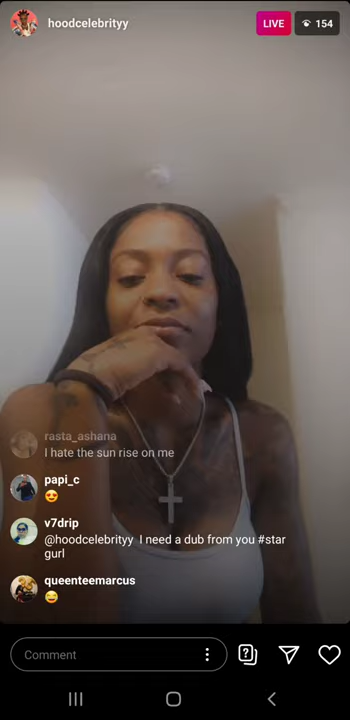 hoodcelebrityy
LIVE
154
rasta_ashana
I hate the sun rise on me
papi_c
😍
v7drip
@hoodcelebrityy I need a dub from you #star
gurl
queenteemarcus
😂
Comment